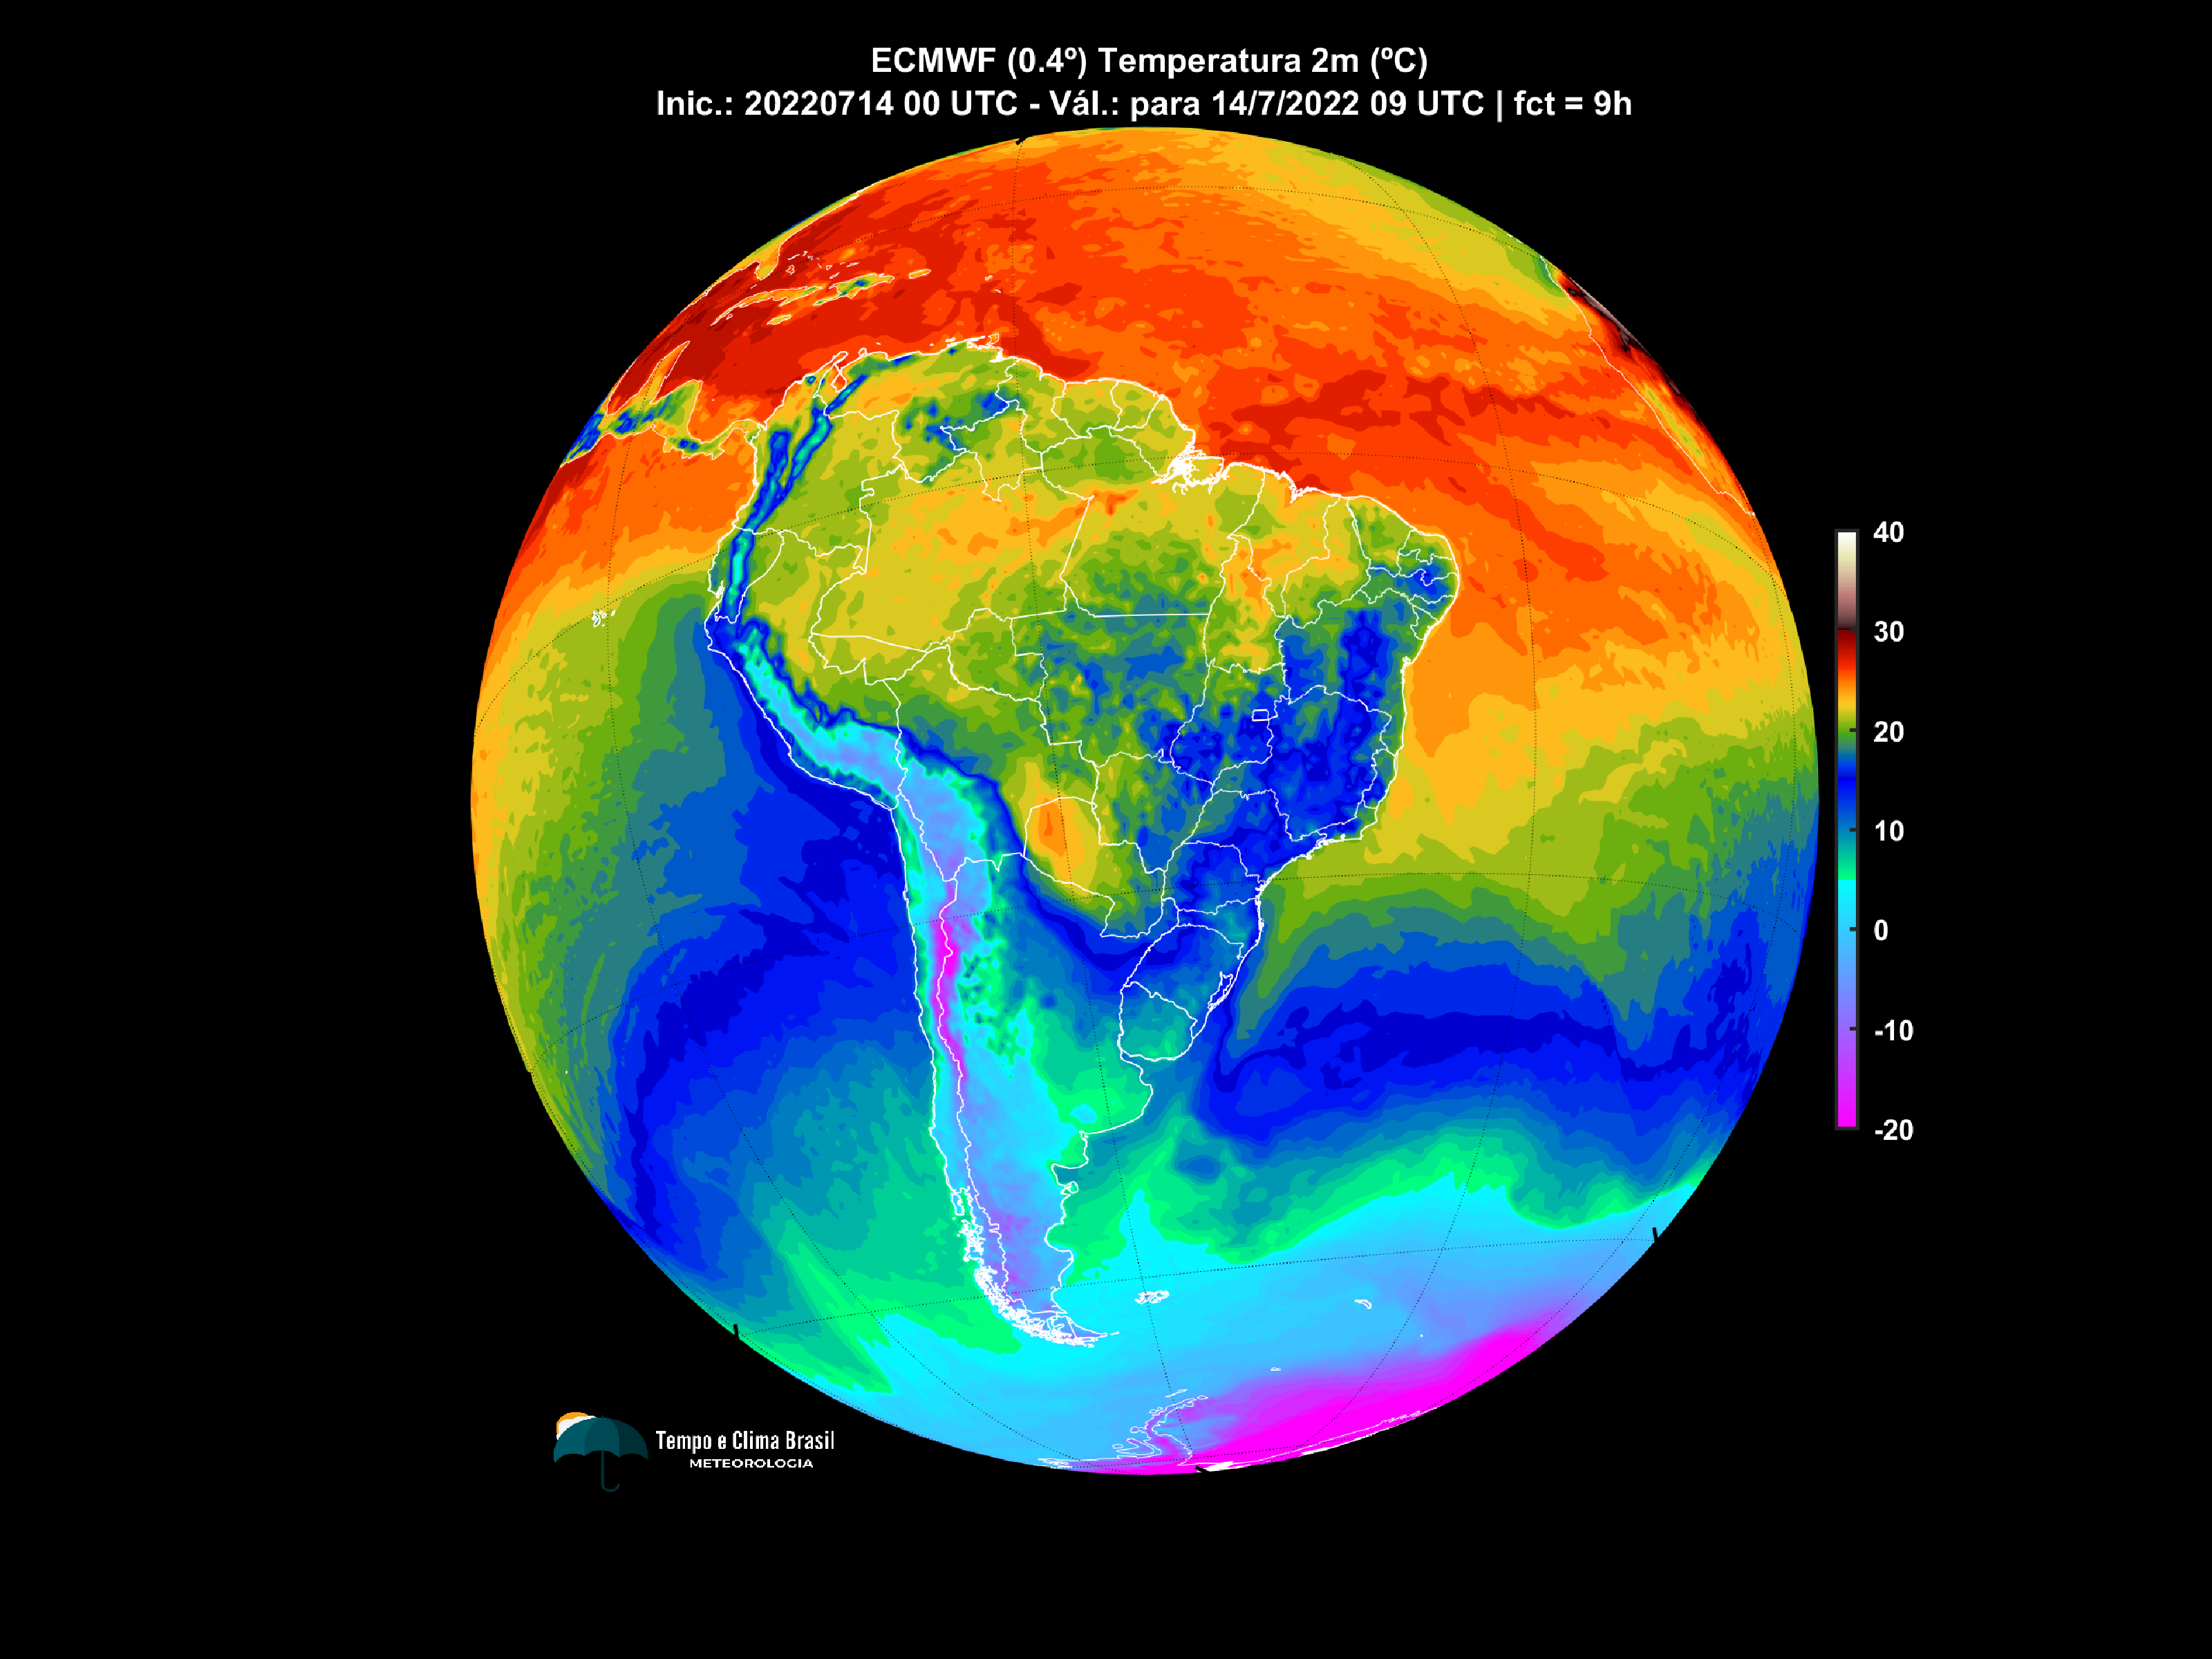 ECMWF (0.4º) Temperatura 2m (ºC)
Inic.: 20220714 00 UTC - Vál.: para 14/7/2022 09 UTC | fct = 9h
40
30
20
10
0
-10
-20
Tempo e Clima Brasil
METEOROLOGIA